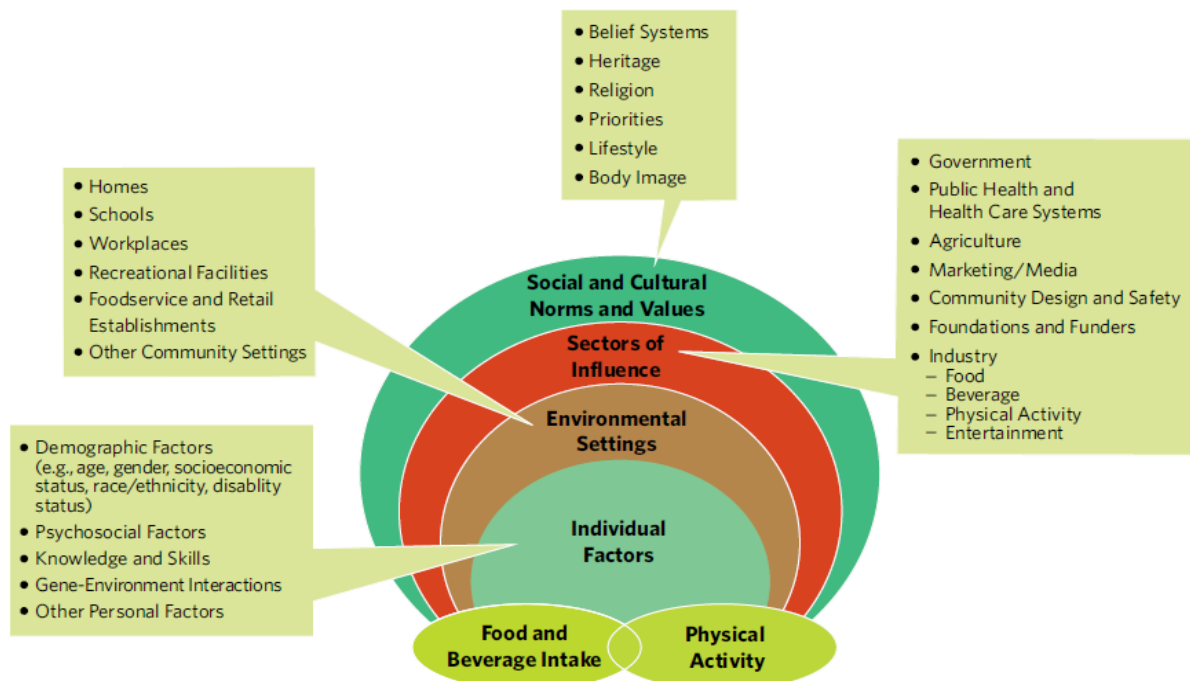 • Belief Systems
• Heritage
• Religion
• Priorities
• Lifestyle
• Body Image
• Homes
• Schools
• Workplaces
• Recreational Facilities
• Foodservice and Retail
Establishments
• Other Community Settings
• Government
• Public Health and
Health Care Systems
• Agriculture
• Marketing/Media
• Community Design and Safety
• Foundations and Funders
• Industry
– Food
– Beverage
– Physical Activity
– Entertainment
• Demographic Factors
(e.g., age, gender, socioeconomic
status, race/ethnicity, disablity
status)
• Psychosocial Factors
• Knowledge and Skills
• Gene-Environment Interactions
• Other Personal Factors
Social and Cultural
Norms and Values
Sectors of
Influence
Environmental
Settings
Individual
Factors
Food and
Beverage Intake
Physical
Activity